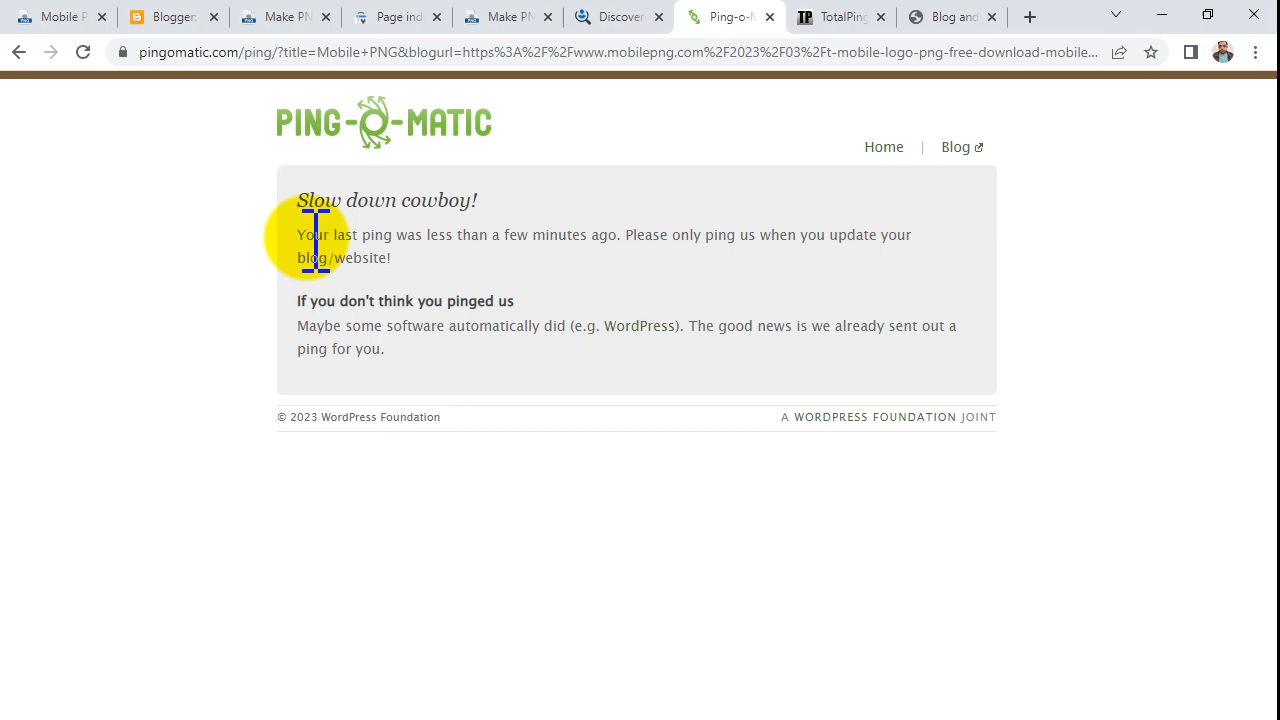 Mobile P
Blogger:
Make PN
Page ind
Make PN
Discover
Ping-o-M
TotalPing
Blog and
pingomatic.com/ping/?title=Mobile+PNG&blogurl=https%3A%2F%2Fwww.mobilepng.com%2F2023%2F03%2Ft-mobile-logo-png-free-download-mobile...
PING-O-MATIC
Home | Blog
Slow down cowboy!
Your last ping was less than a few minutes ago. Please only ping us when you update your
blog/website!
If you don't think you pinged us
Maybe some software automatically did (e.g. WordPress). The good news is we already sent out a
ping for you.
© 2023 WordPress Foundation
A WORDPRESS FOUNDATION JOINT